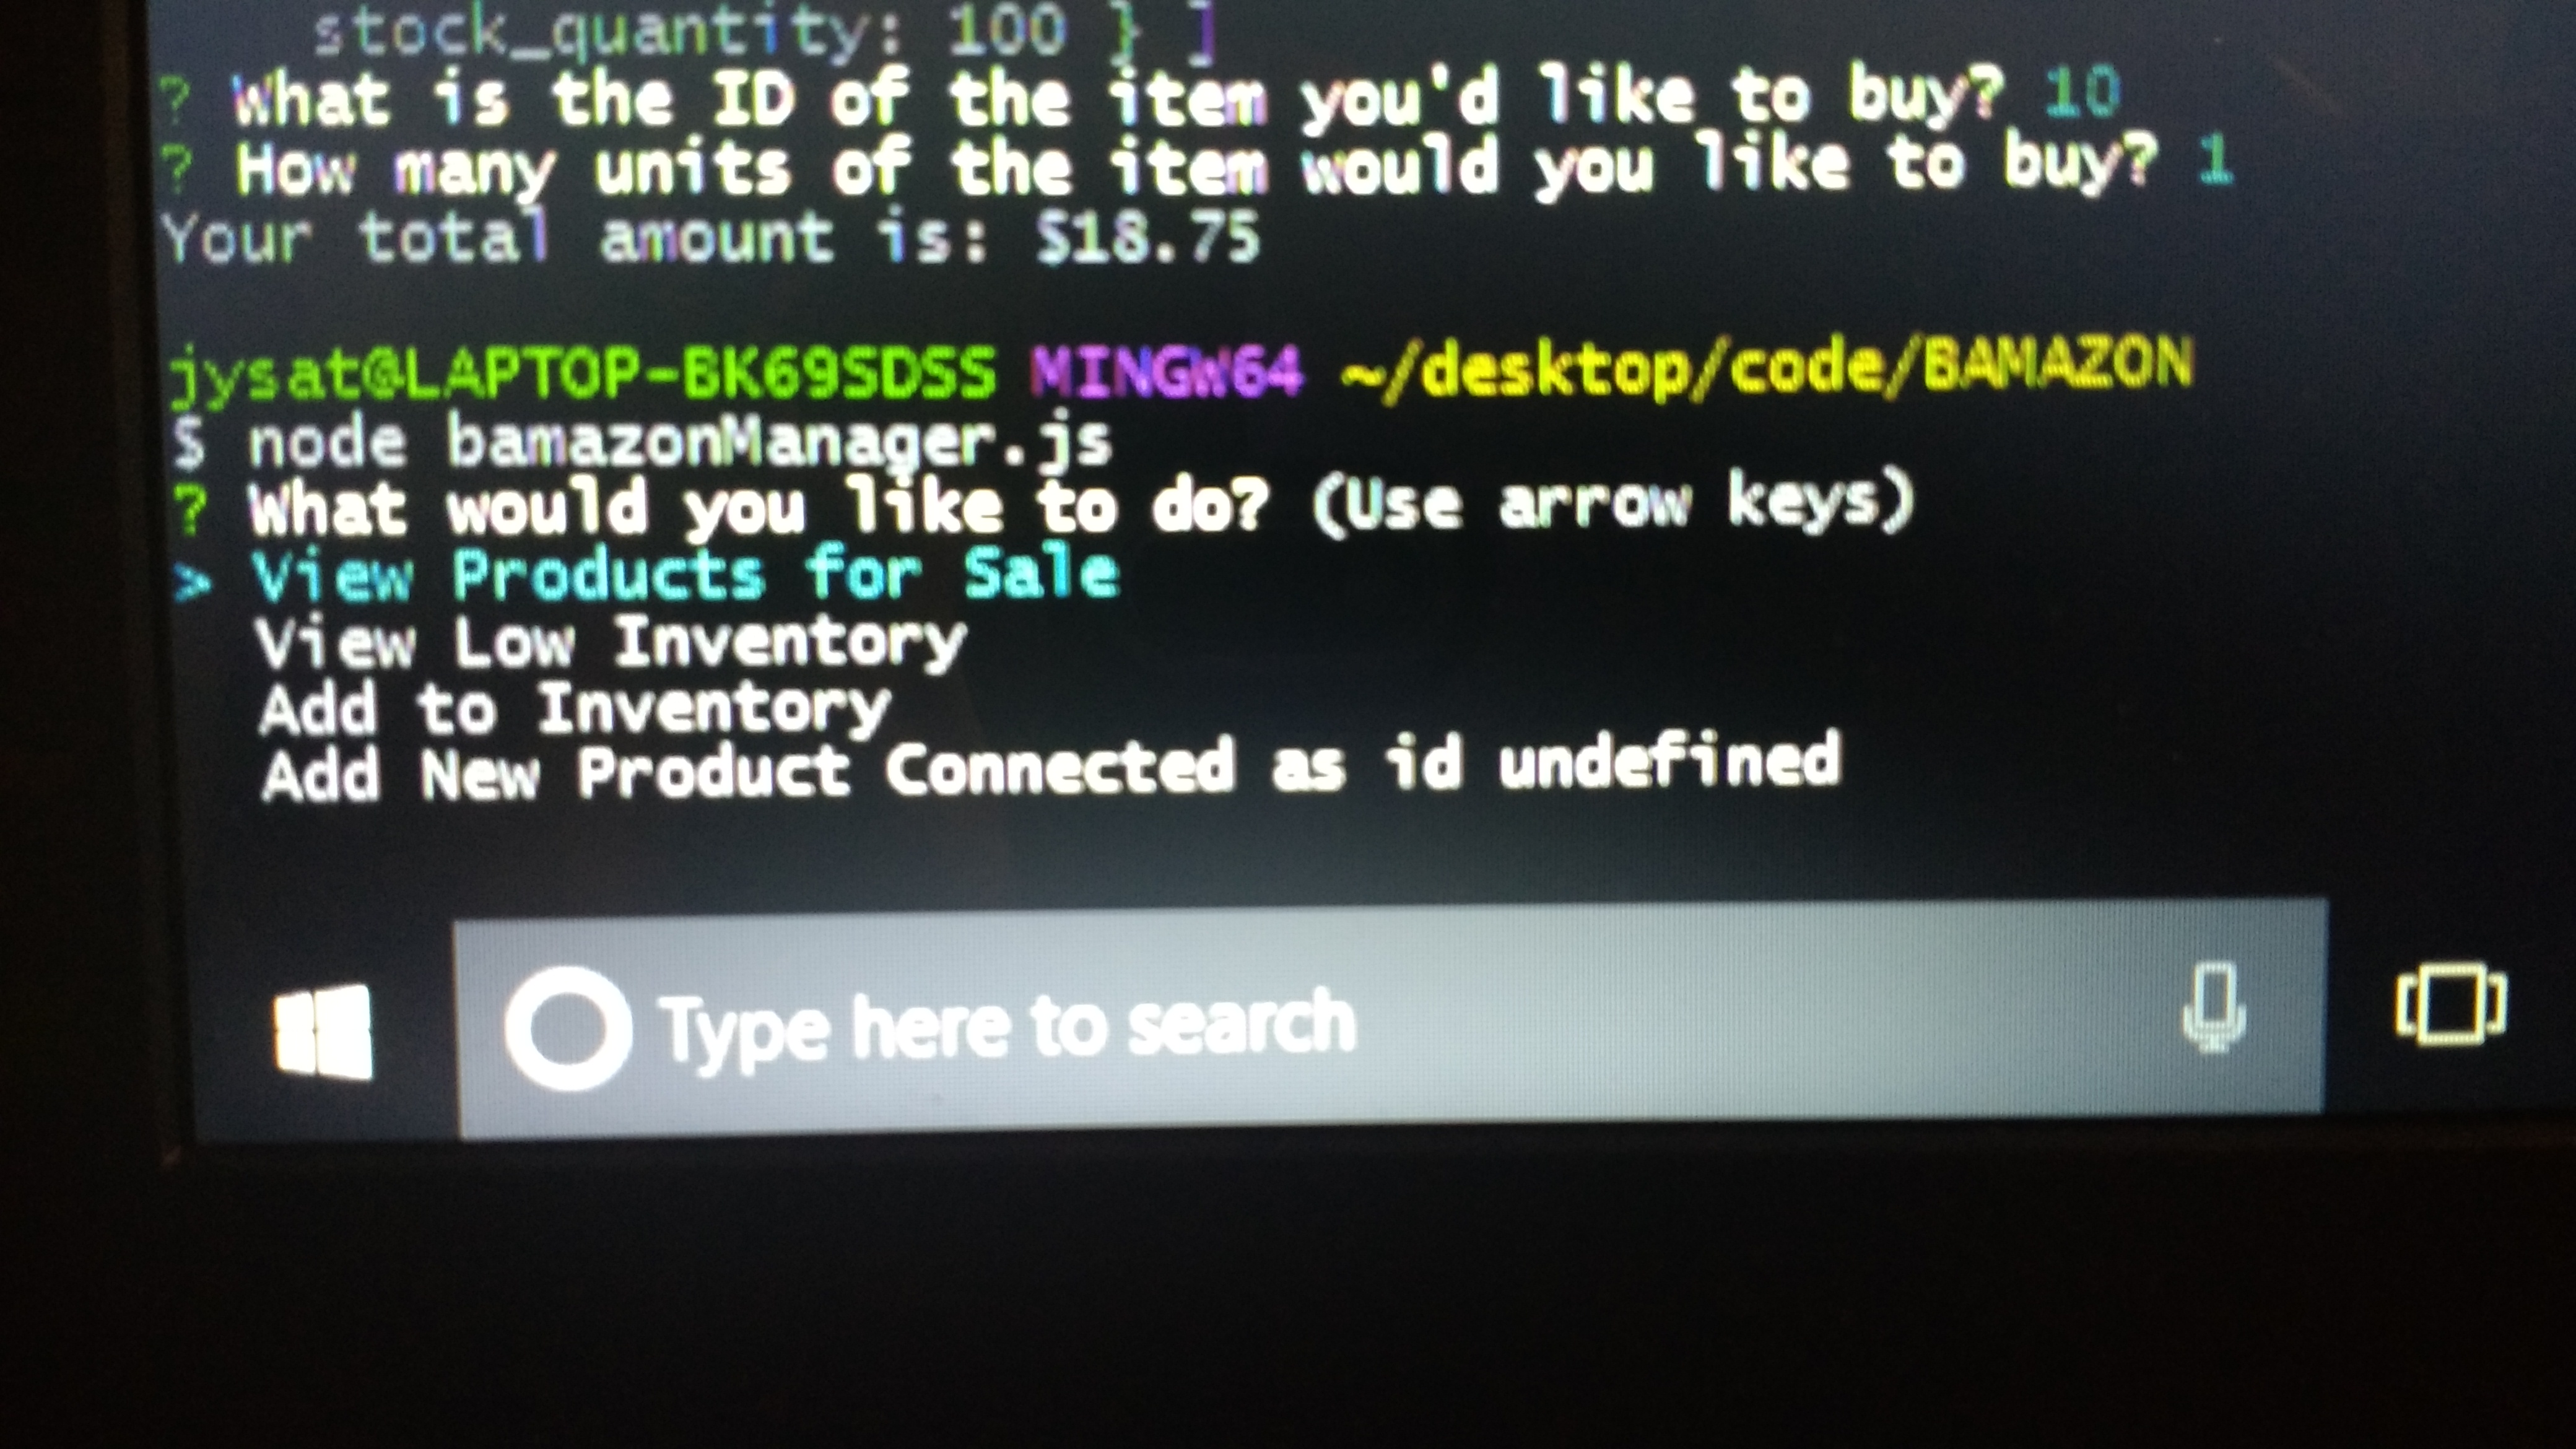 stock_quantity: 100 } ]
? What is the ID of the item you'd like to buy? 10
? How many units of the item would you like to buy? 1
Your total amount is: $18.75
jysat@LAPTOP-BK69SDSS MINGW64 ~/desktop/code/BAMAZON
$ node bamazonManager.js
? What would you like to do? (Use arrow keys)
> View Products for Sale
View Low Inventory
Add to Inventory
Add New Product Connected as id undefined
Type here to search